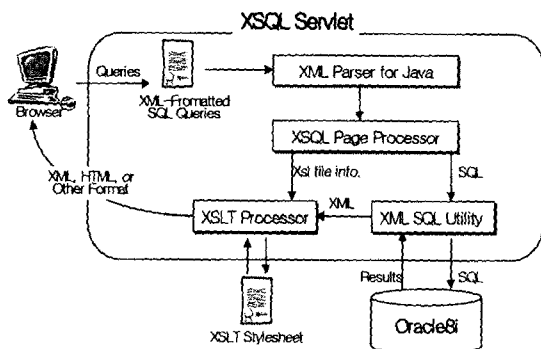 XSQL Servlet
Queries
XML Parser for Java
Browser
XML-Fromatted
SQL Queries
XSQL Page Processor
XML, HTML, or
Other Format
Xsl file info.
SQL
XML
XSLT Processor
XML SQL Utility
Results
SQL
XSLT Stylesheet
Oracle8i